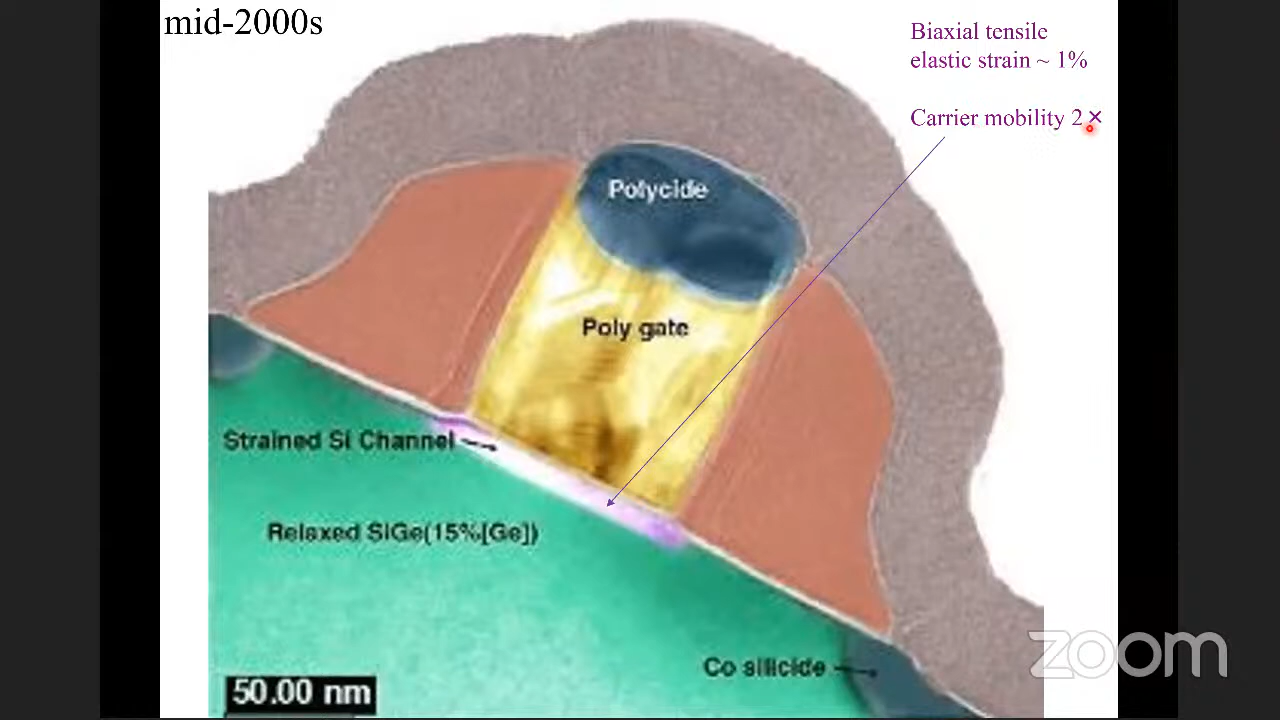 mid-2000s
Biaxial tensile
elastic strain ~ 1%
Carrier mobility 2 ×
Polycide
Poly gate
Strained Si Channel
Relaxed SiGe(15%[Ge])
Co silicide
50.00 nm
zoom